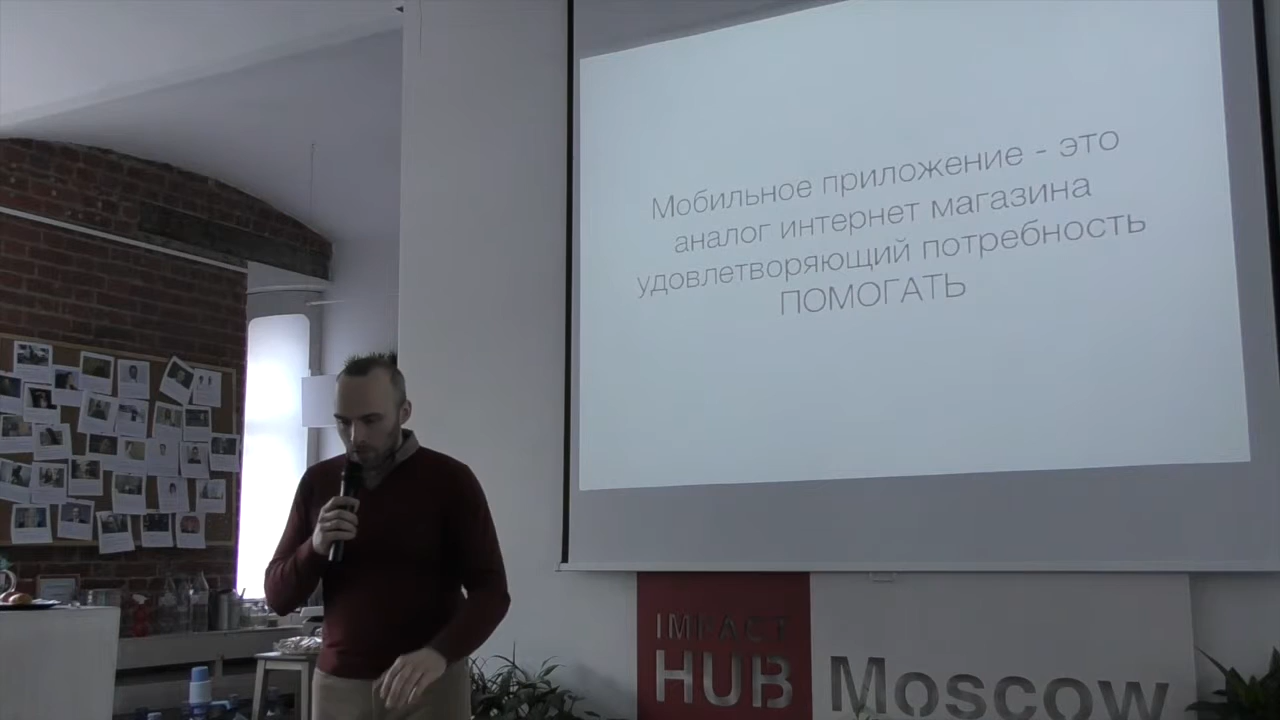 Мобильное приложение - это
аналог интернет магазина
удовлетворяющий потребность
ПОМОГАТЬ
IMPACT
HUB Moscow